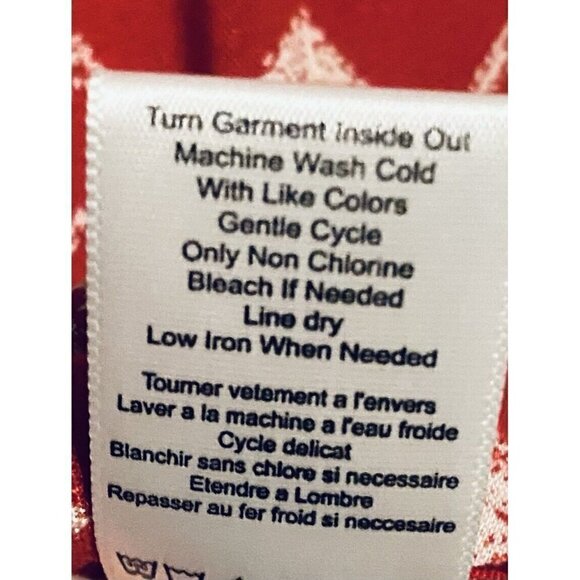 Turn Garment Inside Out
Machine Wash Cold
With Like Colors
Gentle Cycle
Only Non Chlorine
Bleach If Needed
Line dry
Low Iron When Needed
Tourner vetement a l'envers
Laver a la machine a l'eau froide
Cycle delicat
Blanchir sans chlore si necessaire
Etendre a Lombre
Repasser au fer froid si neccesaire